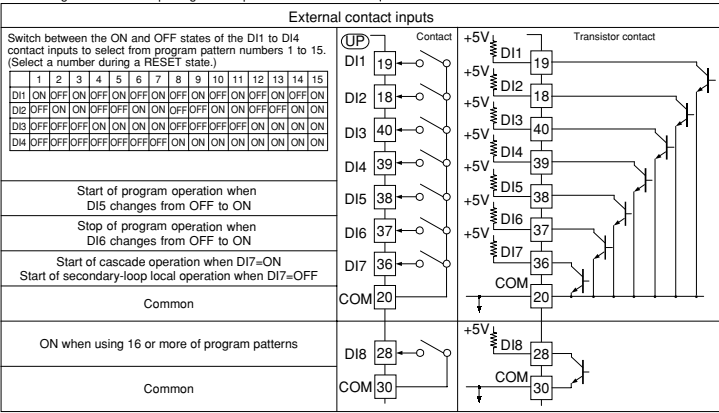 External contact inputs
Switch between the ON and OFF states of the DI1 to DI4
contact inputs to select from program pattern numbers 1 to 15.
(Select a number during a RESET state.)
1 2 3 4 5 6 7 8 9 10 11 12 13 14 15
DI1 ON OFF ON OFF ON OFF ON OFF ON OFF ON OFF ON OFF ON
DI2 OFF ON ON OFF OFF ON ON OFF OFF ON ON OFF OFF ON ON
DI3 OFF OFF OFF ON ON ON ON OFF OFF OFF OFF ON ON ON ON
DI4 OFF OFF OFF OFF OFF OFF OFF ON ON ON ON ON ON ON ON
Start of program operation when
DI5 changes from OFF to ON
Stop of program operation when
DI6 changes from OFF to ON
Start of cascade operation when DI7=ON
Start of secondary-loop local operation when DI7=OFF
Common
ON when using 16 or more of program patterns
Common
UP Contact
DI1 19
DI2 18
DI3 40
DI4 39
DI5 38
DI6 37
DI7 36
COM 20
DI8 28
COM 30
Transistor contact
+5V DI1 19
+5V DI2 18
+5V DI3 40
+5V DI4 39
+5V DI5 38
+5V DI6 37
+5V DI7 36
COM 20
+5V DI8 28
COM 30